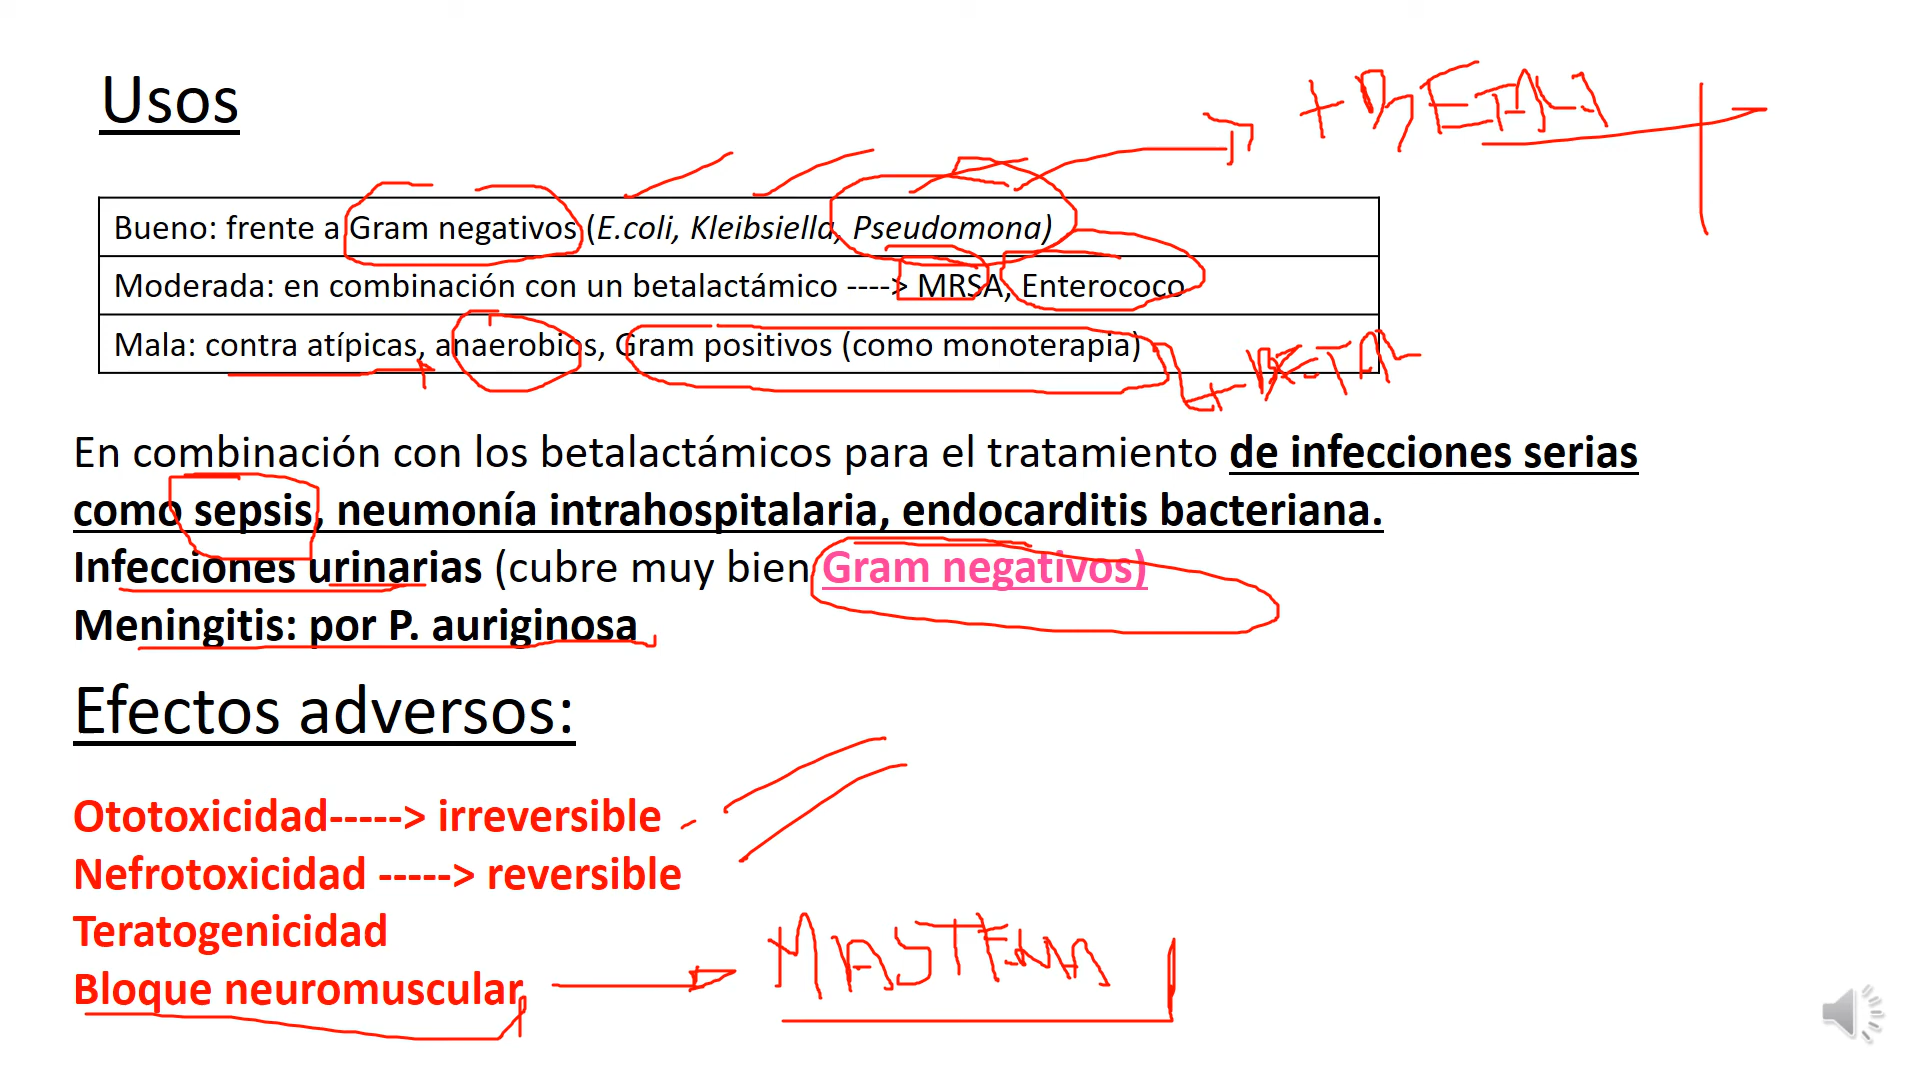 Usos
+ BETAL
Bueno: frente a Gram negativos (E.coli, Kleibsiella, Pseudomona)
Moderada: en combinación con un betalactámico ----> MRSA, Enterococo
Mala: contra atípicas, anaerobios, Gram positivos (como monoterapia)
+ BETA
En combinación con los betalactámicos para el tratamiento de infecciones serias
como sepsis, neumonía intrahospitalaria, endocarditis bacteriana.
Infecciones urinarias (cubre muy bien Gram negativos)
Meningitis: por P. auriginosa
Efectos adversos:
Ototoxicidad-----> irreversible
Nefrotoxicidad -----> reversible
Teratogenicidad
Bloque neuromuscular
MASTENA